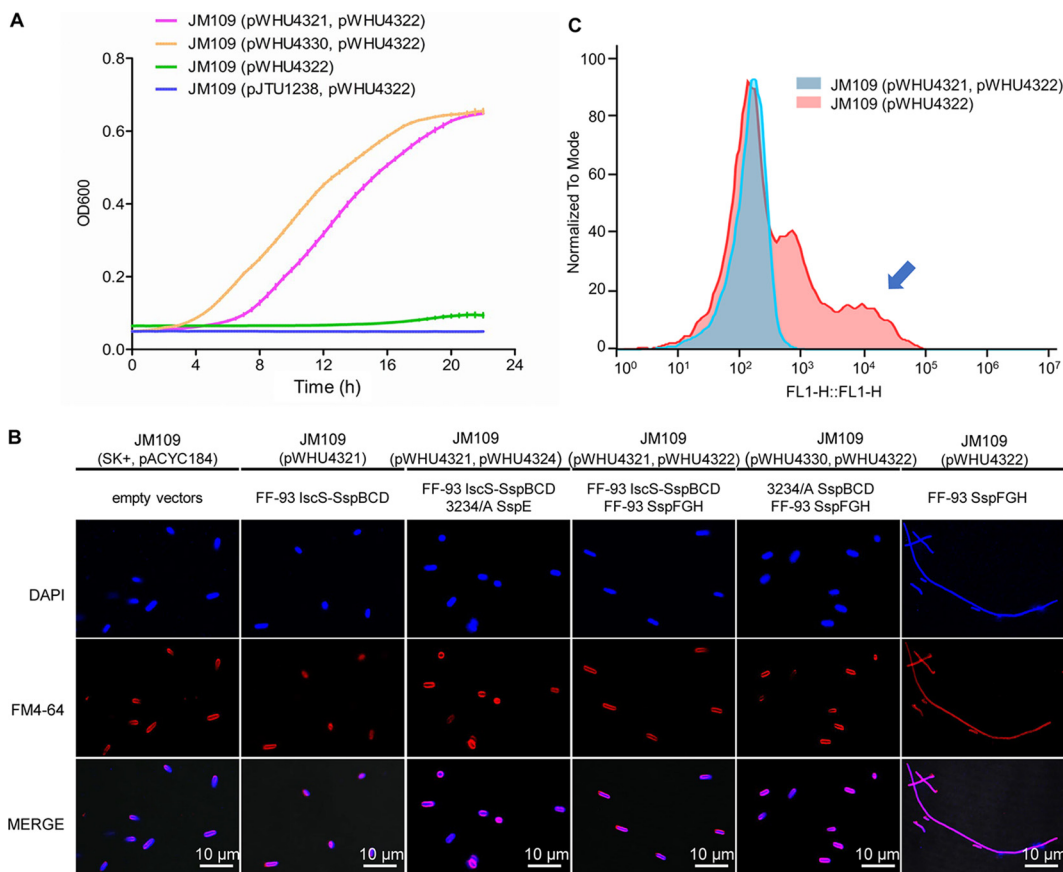 A
JM109 (pWHU4321, pWHU4322)
JM109 (pWHU4330, pWHU4322)
JM109 (pWHU4322)
JM109 (pJTU1238, pWHU4322)
0.8
0.6
0.4
0.2
0.0
OD600
0 4 8 12 16 20 24
Time (h)
C
JM109 (pWHU4321, pWHU4322)
JM109 (pWHU4322)
100
80
60
40
20
0
Normalized To Mode
10⁰ 10¹ 10² 10³ 10⁴ 10⁵ 10⁶ 10⁷
FL1-H::FL1-H
B
JM109 JM109 JM109 JM109 JM109 JM109
(SK+, pACYC184) (pWHU4321) (pWHU4321, pWHU4324) (pWHU4321, pWHU4322) (pWHU4330, pWHU4322) (pWHU4322)
empty vectors FF-93 IscS-SspBCD FF-93 IscS-SspBCD FF-93 IscS-SspBCD 3234/A SspBCD FF-93 SspFGH
3234/A SspE FF-93 SspFGH FF-93 SspFGH
DAPI
FM4-64
MERGE
10 µm 10 µm 10 µm 10 µm 10 µm 10 µm